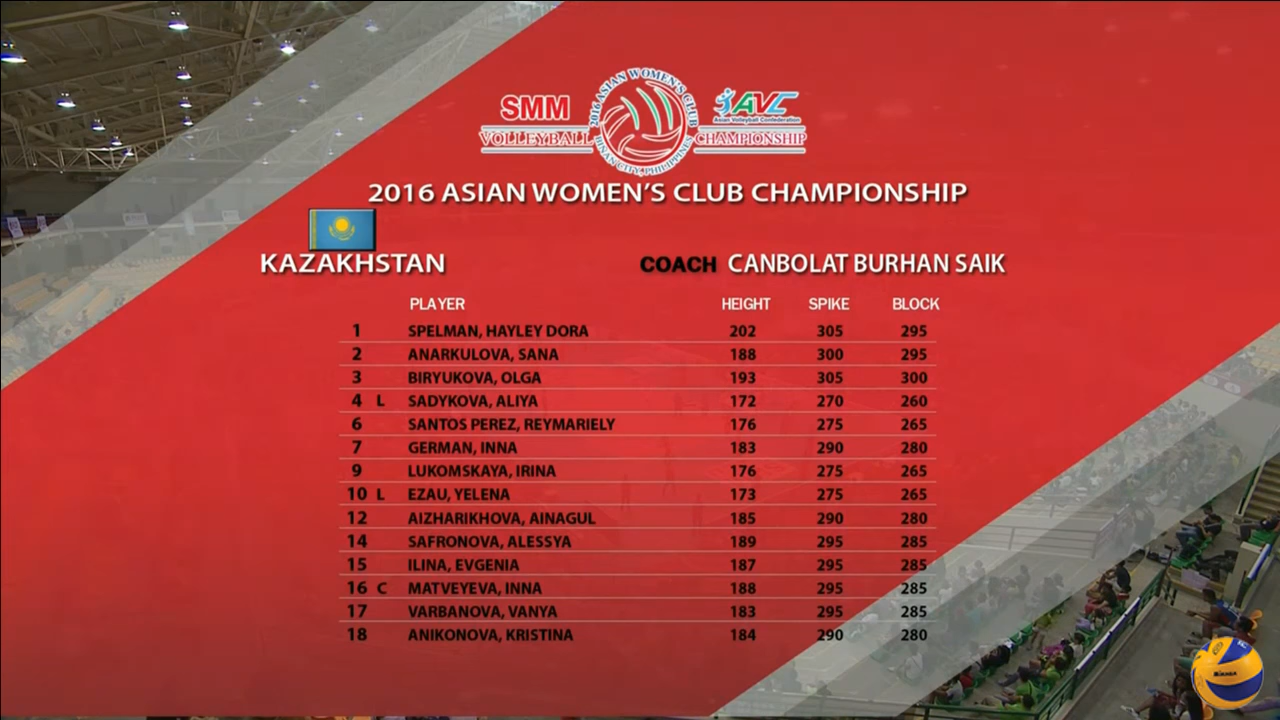 SMM
VOLLEYBALL
2016 ASIAN WOMEN'S CLUB
BIÑAN CITY, PHILIPPINES
AVC
Asian Volleyball Confederation
CHAMPIONSHIP
2016 ASIAN WOMEN'S CLUB CHAMPIONSHIP
KAZAKHSTAN COACH CANBOLAT BURHAN SAIK
PLAYER HEIGHT SPIKE BLOCK
1 SPELMAN, HAYLEY DORA 202 305 295
2 ANARKULOVA, SANA 188 300 295
3 BIRYUKOVA, OLGA 193 305 300
4 L SADYKOVA, ALIYA 172 270 260
6 SANTOS PEREZ, REYMARIELY 176 275 265
7 GERMAN, INNA 183 290 280
9 LUKOMSKAYA, IRINA 176 275 265
10 L EZAU, YELENA 173 275 265
12 AIZHARIKHOVA, AINAGUL 185 290 280
14 SAFRONOVA, ALESSYA 189 295 285
15 ILINA, EVGENIA 187 295 285
16 C MATVEYEVA, INNA 188 295 285
17 VARBANOVA, VANYA 183 295 285
18 ANIKONOVA, KRISTINA 184 290 280